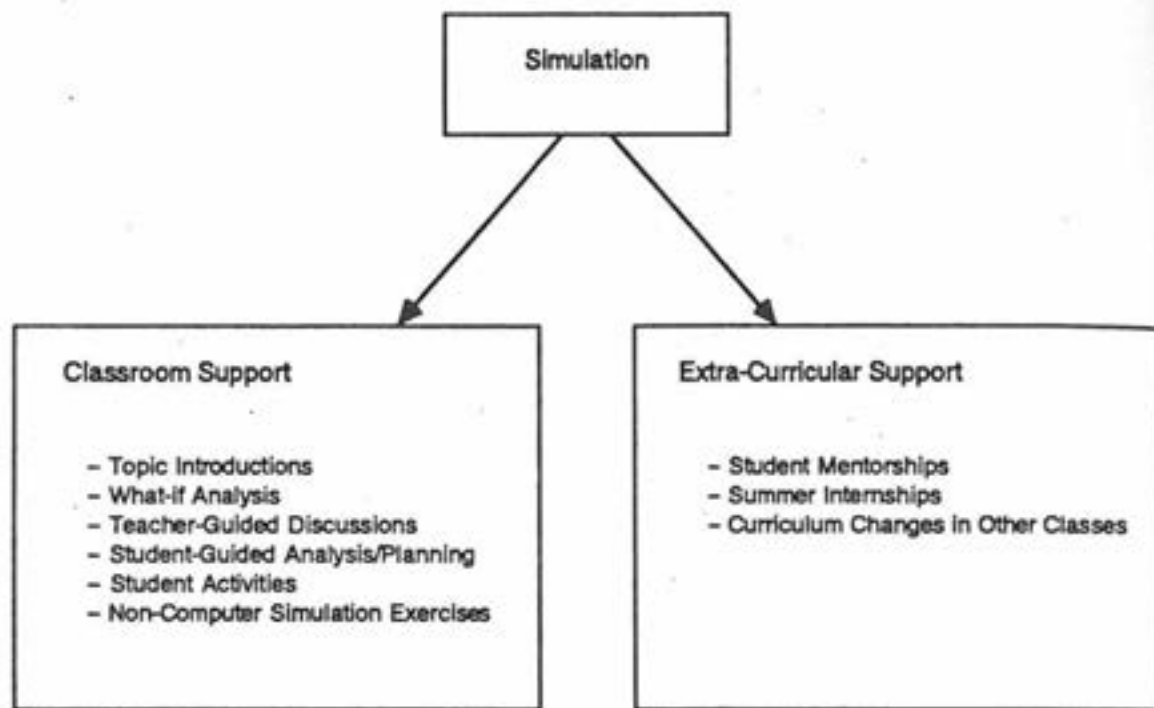 Simulation
Classroom Support
– Topic Introductions
– What-if Analysis
– Teacher-Guided Discussions
– Student-Guided Analysis/Planning
– Student Activities
– Non-Computer Simulation Exercises
Extra-Curricular Support
– Student Mentorships
– Summer Internships
– Curriculum Changes in Other Classes